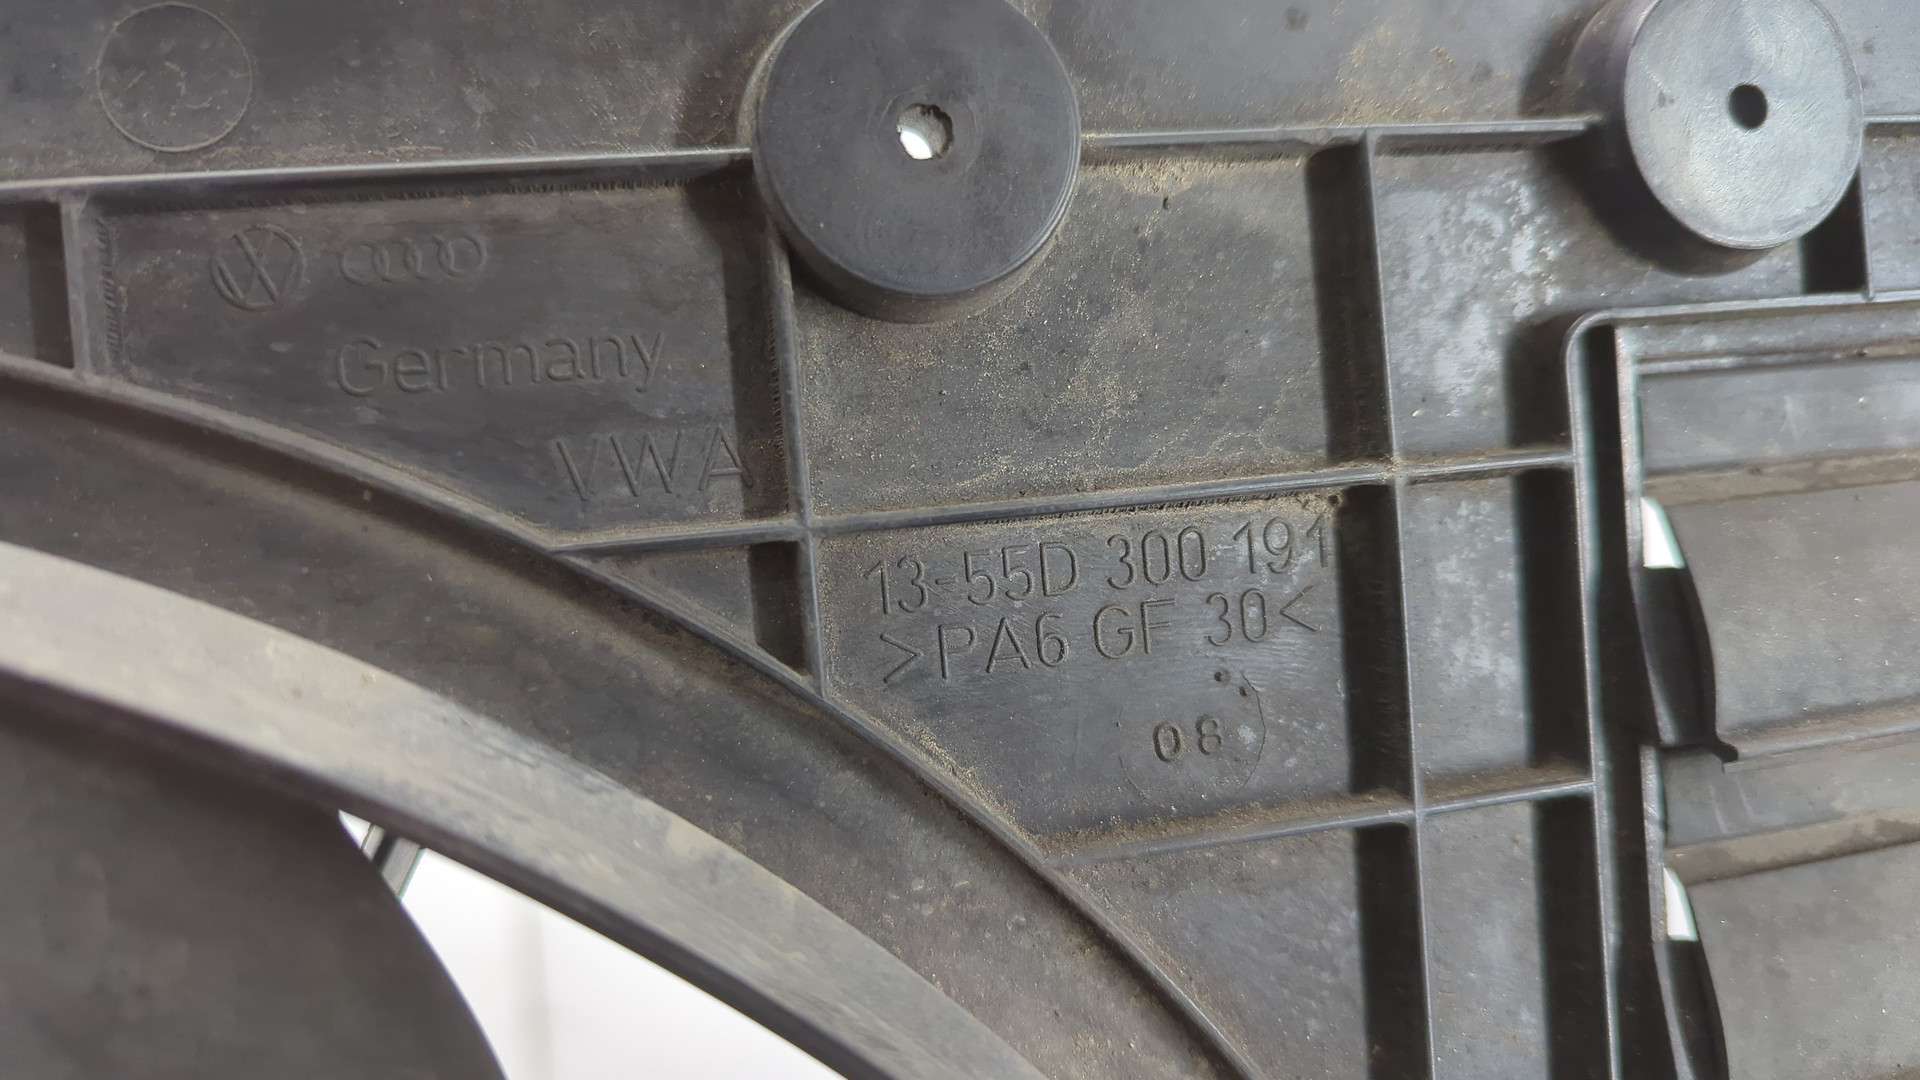 Germany
VWA
13-55D 300 191
>PA6 GF 30<
08